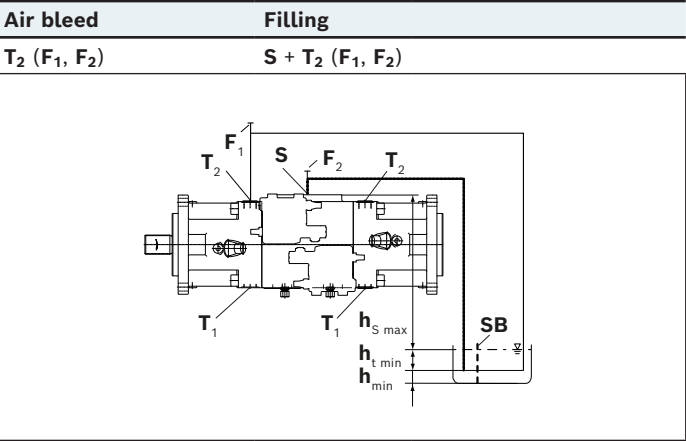 Air bleed Filling
T2 (F1, F2) S + T2 (F1, F2)
F1
T2 S F2 T2
T1 T1 hS max SB
ht min
hmin